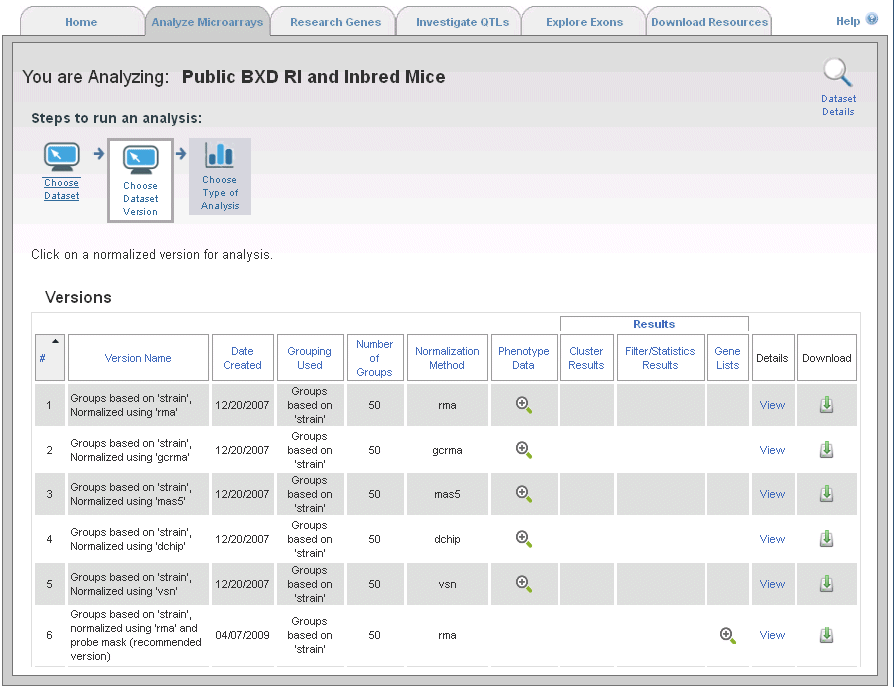 Home Analyze Microarrays Research Genes Investigate QTLs Explore Exons Download Resources Help
You are Analyzing: Public BXD RI and Inbred Mice
Dataset
Details
Steps to run an analysis:
Choose
Dataset
Choose
Dataset
Version
Choose
Type of
Analysis
Click on a normalized version for analysis.
Versions
Results
#
Version Name
Date
Created
Grouping
Used
Number
of
Groups
Normalization
Method
Phenotype
Data
Cluster
Results
Filter/Statistics
Results
Gene
Lists
Details
Download
1
Groups based on 'strain',
Normalized using 'rma'
12/20/2007
Groups
based on
'strain'
50
rma
View
2
Groups based on 'strain',
Normalized using 'gcrma'
12/20/2007
Groups
based on
'strain'
50
gcrma
View
3
Groups based on 'strain',
Normalized using 'mas5'
12/20/2007
Groups
based on
'strain'
50
mas5
View
4
Groups based on 'strain',
Normalized using 'dchip'
12/20/2007
Groups
based on
'strain'
50
dchip
View
5
Groups based on 'strain',
Normalized using 'vsn'
12/20/2007
Groups
based on
'strain'
50
vsn
View
6
Groups based on 'strain',
normalized using 'rma' and
probe mask (recommended
version)
04/07/2009
Groups
based on
'strain'
50
rma
View